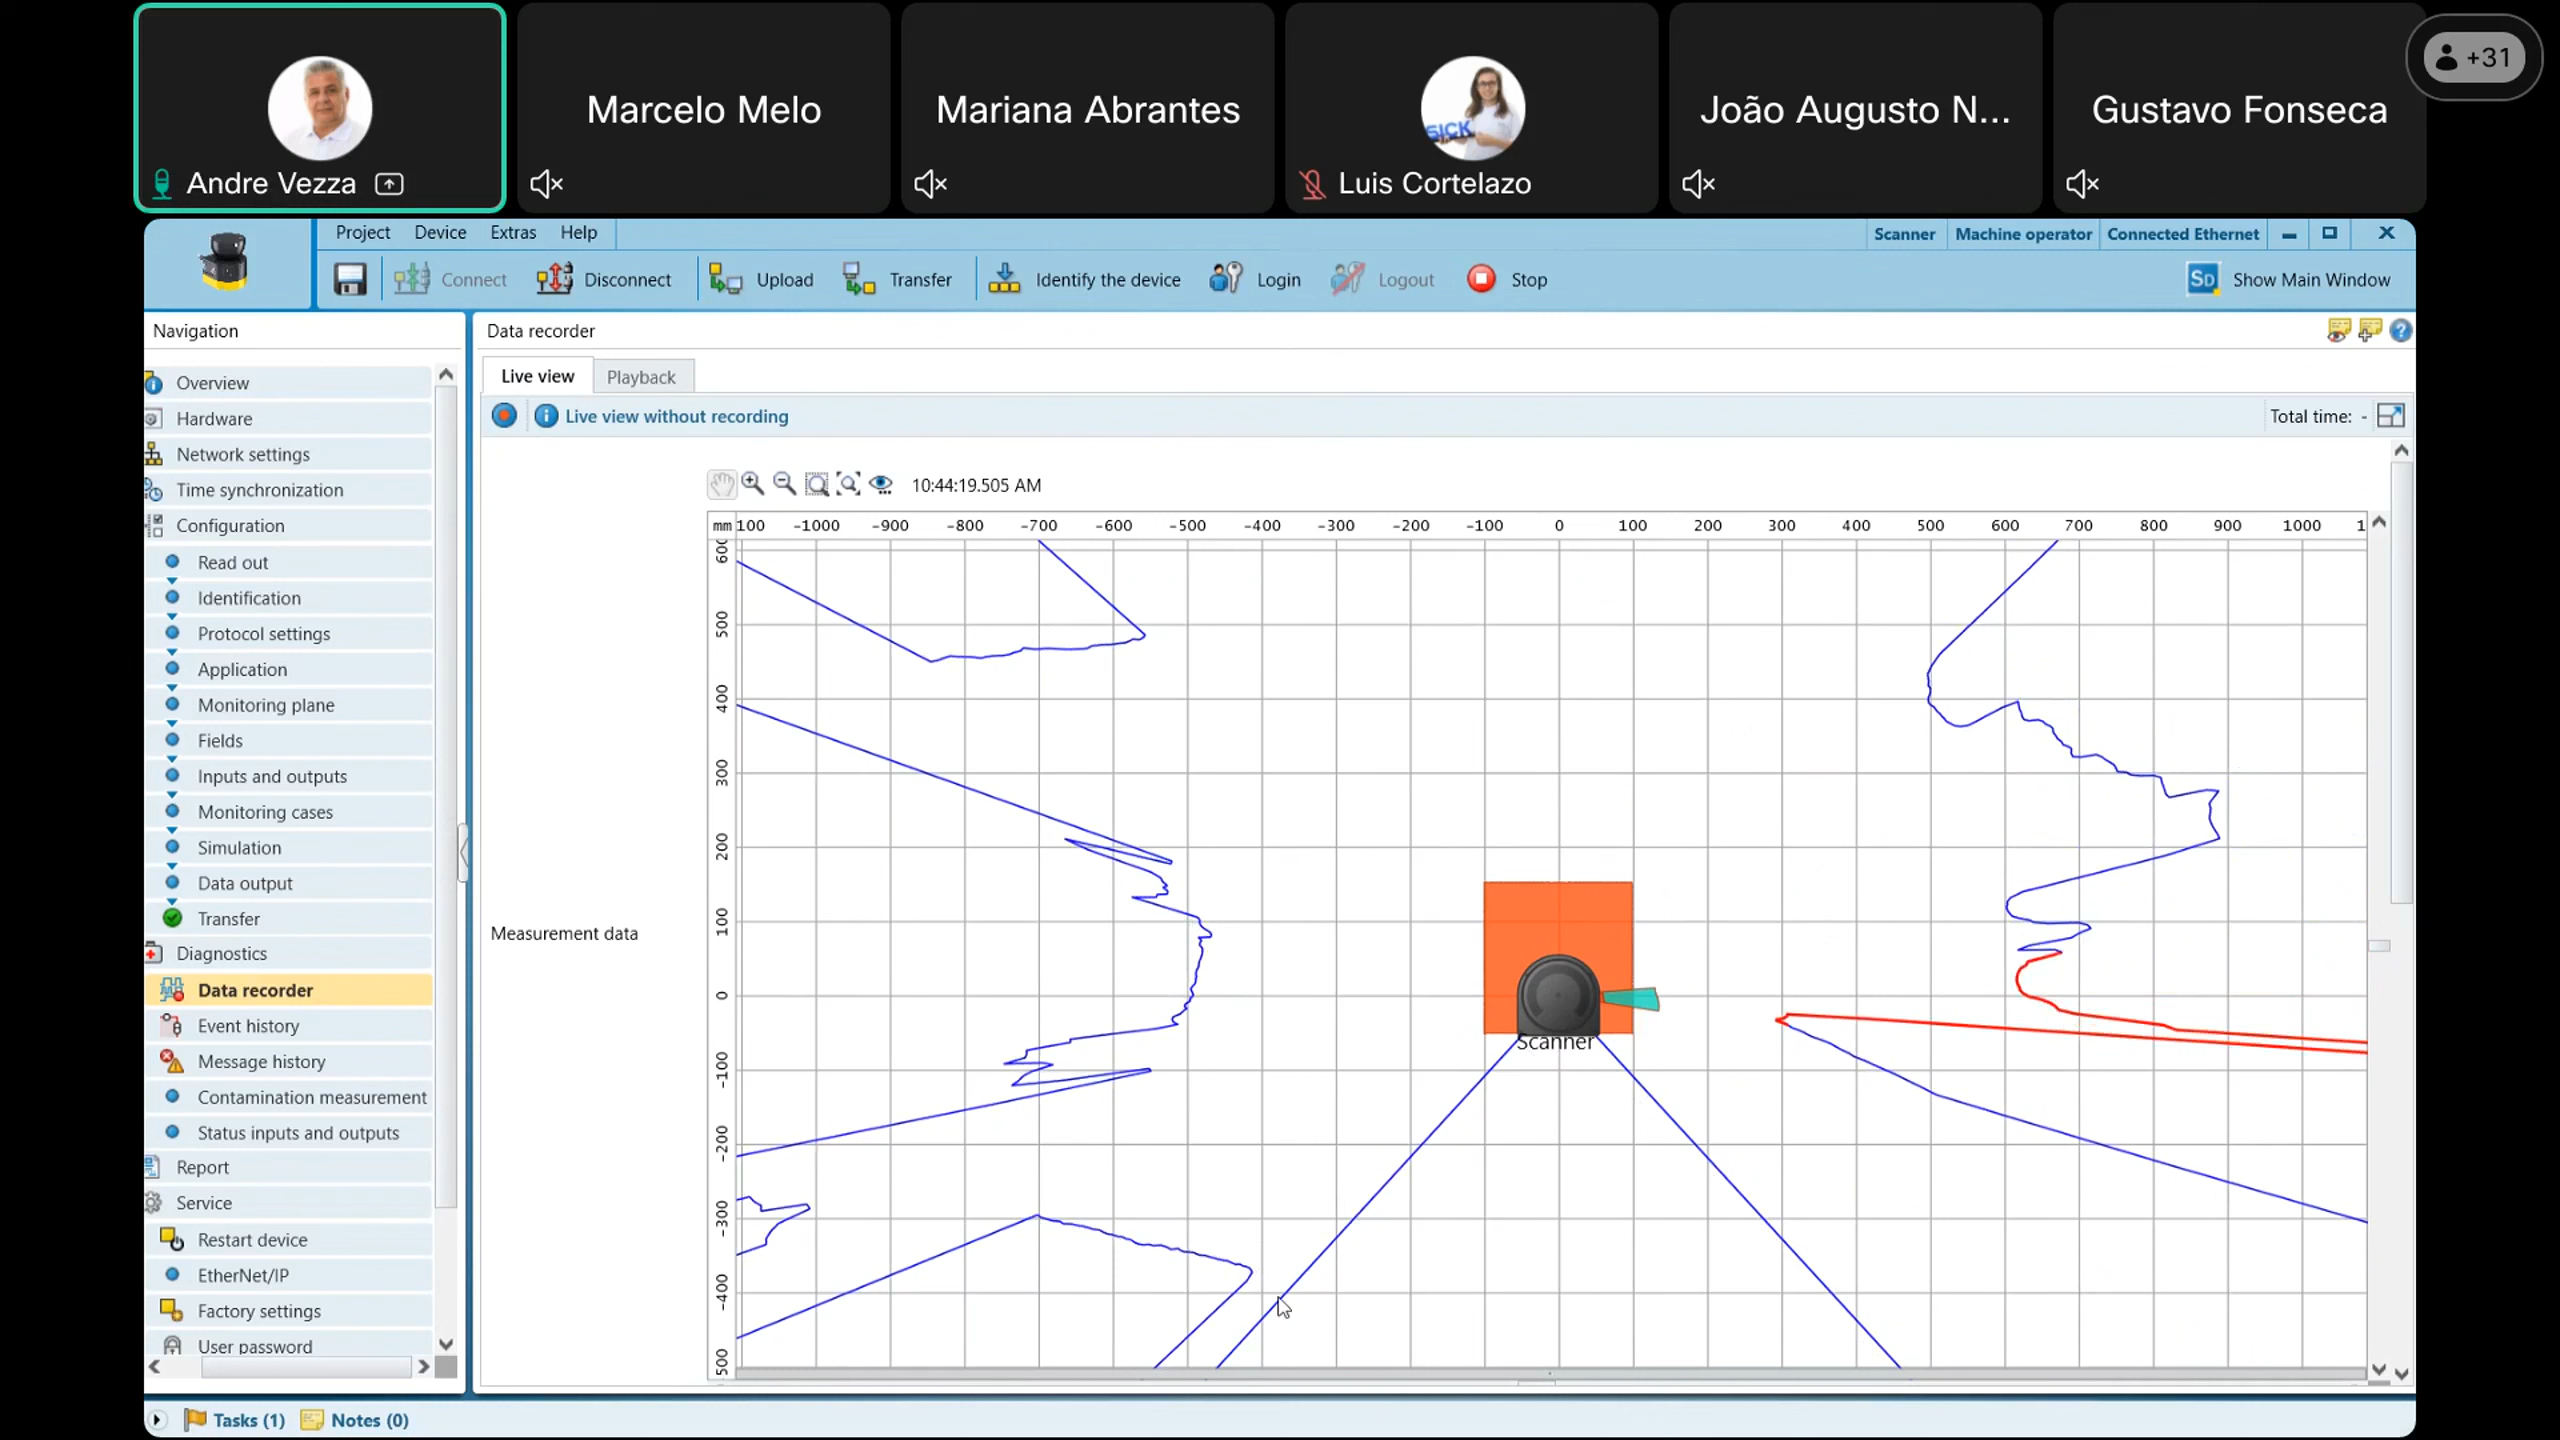 +31
Marcelo Melo
Mariana Abrantes
João Augusto N...
Gustavo Fonseca
SICK
Andre Vezza
Luis Cortelazo
Project Device Extras Help
Scanner Machine operator Connected Ethernet
Connect Disconnect Upload Transfer Identify the device Login Logout Stop
SD Show Main Window
Navigation
Data recorder
Live view Playback
Live view without recording
Total time: -
10:44:19.505 AM
mm 100 -1000 -900 -800 -700 -600 -500 -400 -300 -200 -100 0 100 200 300 400 500 600 700 800 900 1000 1
600
500
400
300
200
100
0
-100
-200
-300
-400
500
Measurement data
Scanner
Overview
Hardware
Network settings
Time synchronization
Configuration
Read out
Identification
Protocol settings
Application
Monitoring plane
Fields
Inputs and outputs
Monitoring cases
Simulation
Data output
Transfer
Diagnostics
Data recorder
Event history
Message history
Contamination measurement
Status inputs and outputs
Report
Service
Restart device
EtherNet/IP
Factory settings
User password
Tasks (1) Notes (0)